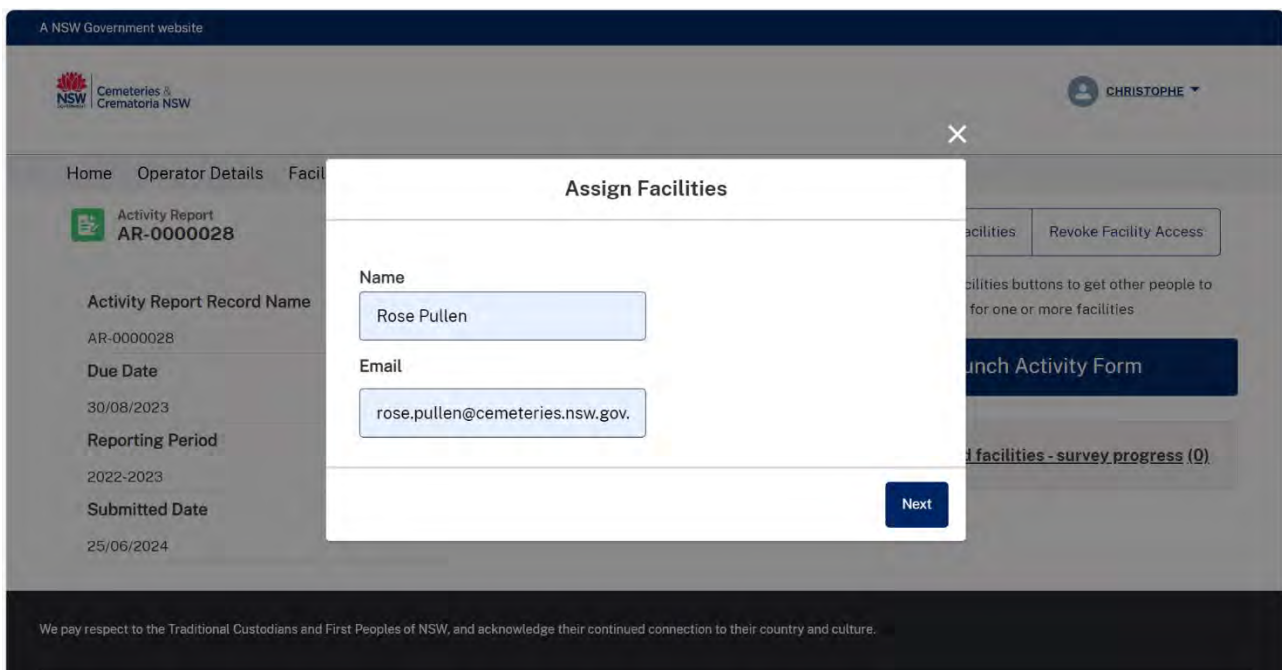 A NSW Government website
NSW
GOVERNMENT
Cemeteries &
Crematoria NSW
CHRISTOPHE
Home Operator Details
Assign Facilities
Activity Report
AR-0000028
Revoke Facility Access
Name
Rose Pullen
buttons to get other people to
for one or more facilities
Activity Report Record Name
AR-0000028
Due Date
Email
Activity Form
rose.pullen@cemeteries.nsw.gov.
30/08/2023
Reporting Period
facilities - survey progress (0)
2022-2023
Submitted Date
Next
25/06/2024
We pay respect to the Traditional Custodians and First Peoples of NSW, and acknowledge their continued connection to their country and culture.